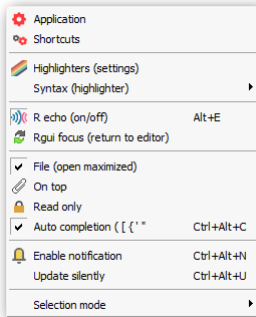 Application
Shortcuts
Highlighters (settings)
Syntax (highlighter)
R echo (on/off) Alt+E
Rgui focus (return to editor)
File (open maximized)
On top
Read only
Auto completion ( [ { ' " Ctrl+Alt+C
Enable notification Ctrl+Alt+N
Update silently Ctrl+Alt+U
Selection mode